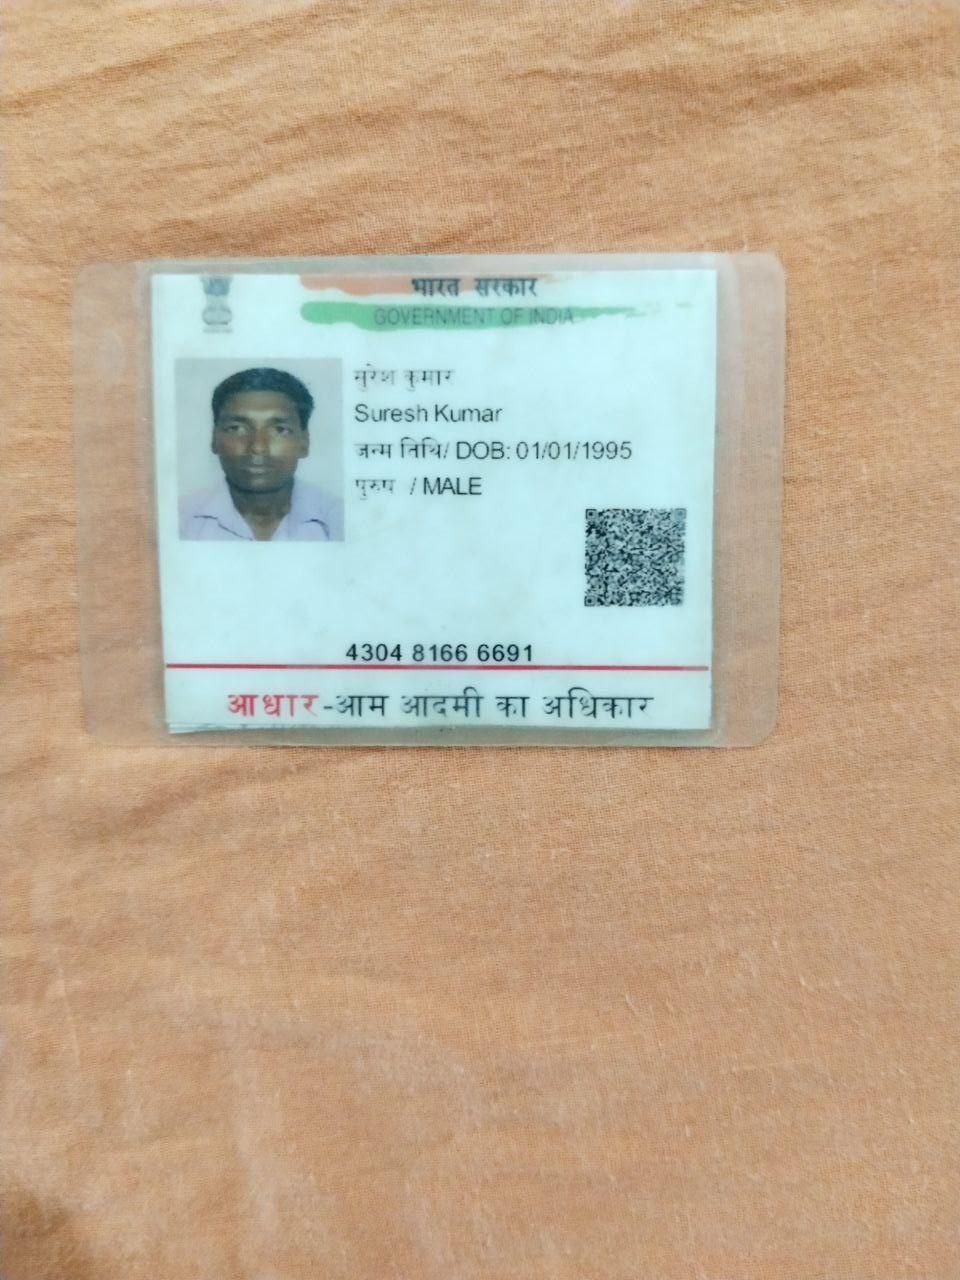 भारत सरकार
GOVERNMENT OF INDIA
सुरेश कुमार
Suresh Kumar
जन्म तिथि/ DOB: 01/01/1995
पुरुष / MALE
4304 8166 6691
आधार-आम आदमी का अधिकार